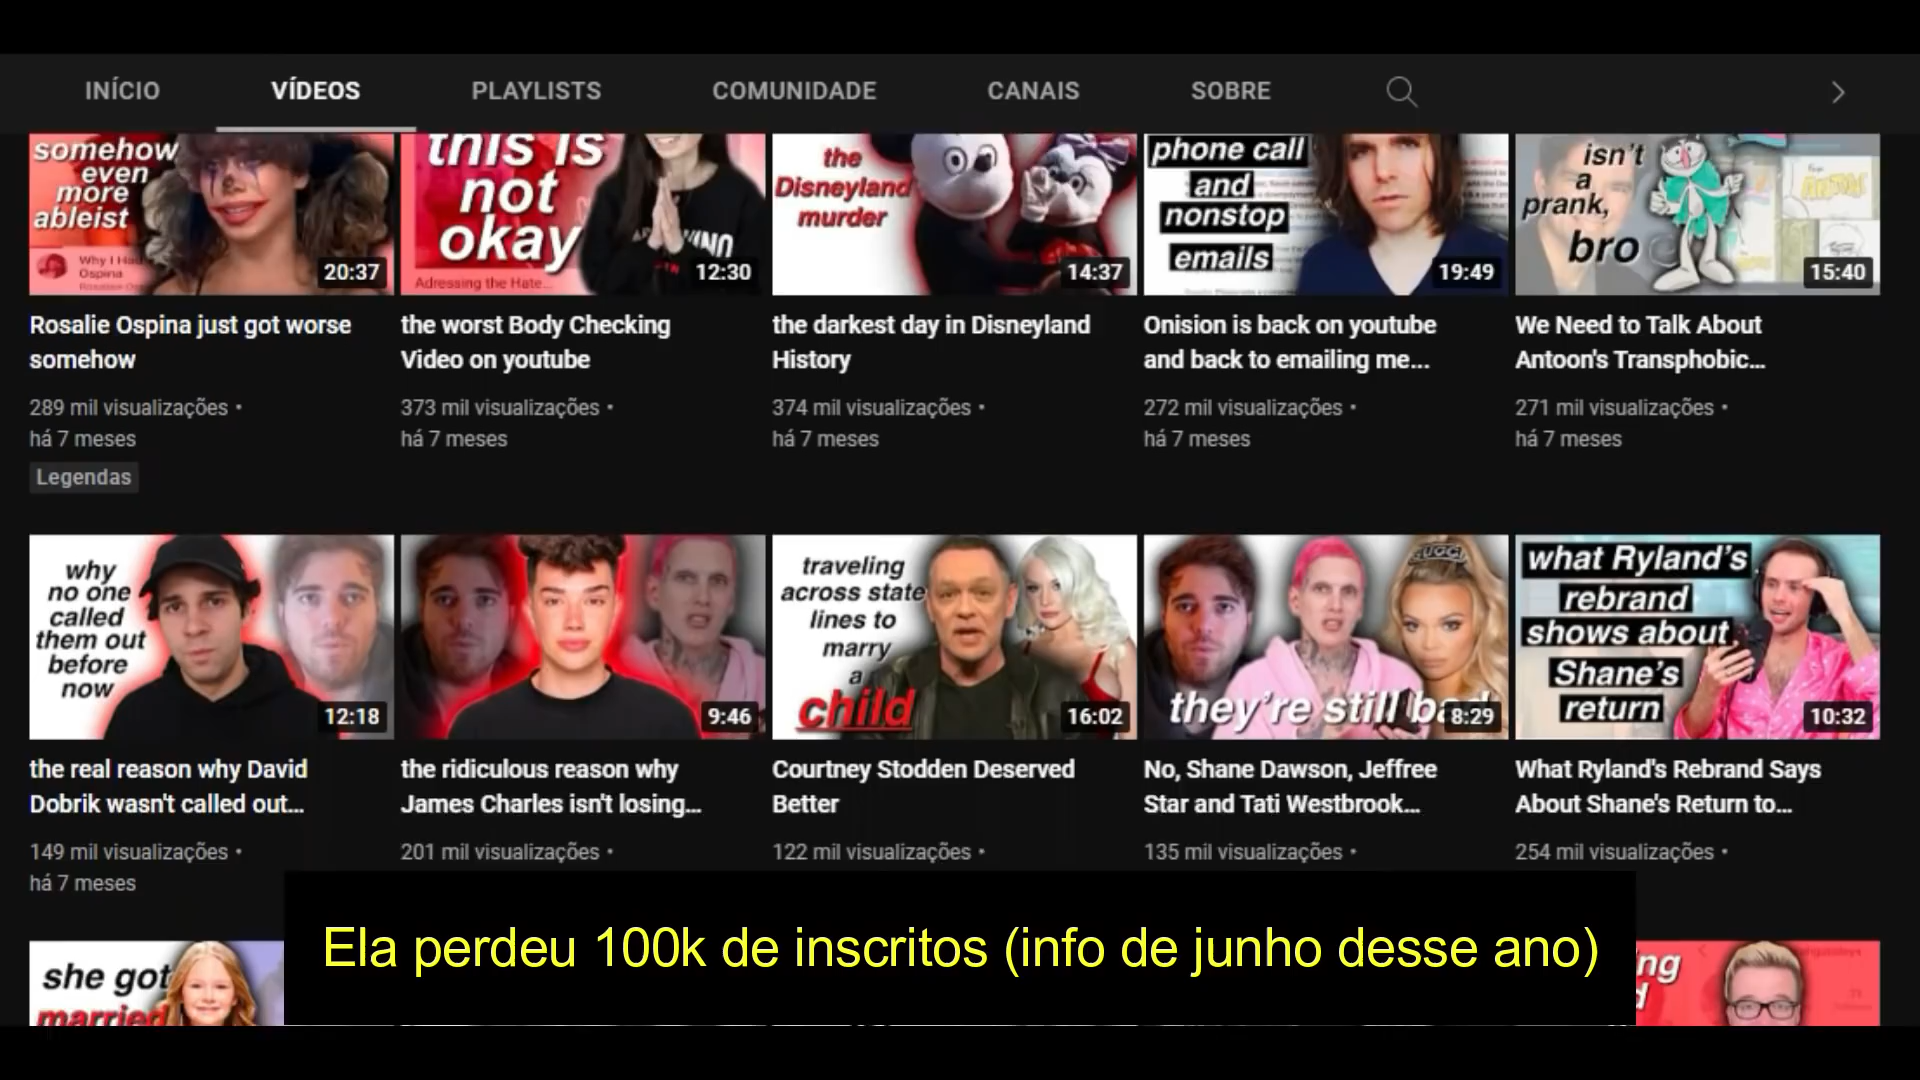 INÍCIO VÍDEOS PLAYLISTS COMUNIDADE CANAIS SOBRE
somehow
even
more
ableist
Why I Hat
Ospina
20:37
this is
not
okay
Adressing the Hate...
12:30
the
Disneyland
murder
14:37
phone call
and
nonstop
emails
19:49
isn't
a
prank,
bro
15:40
Rosalie Ospina just got worse
somehow
289 mil visualizações •
há 7 meses
Legendas
the worst Body Checking
Video on youtube
373 mil visualizações •
há 7 meses
the darkest day in Disneyland
History
374 mil visualizações •
há 7 meses
Onision is back on youtube
and back to emailing me...
272 mil visualizações •
há 7 meses
We Need to Talk About
Antoon's Transphobic...
271 mil visualizações •
há 7 meses
why
no one
called
them out
before
now
12:18
9:46
traveling
across state
lines to
marry
a
child
16:02
GUCCI
they're still bad
8:29
what Ryland's
rebrand
shows about
Shane's
return
10:32
the real reason why David
Dobrik wasn't called out...
149 mil visualizações •
há 7 meses
the ridiculous reason why
James Charles isn't losing...
201 mil visualizações •
Courtney Stodden Deserved
Better
122 mil visualizações •
No, Shane Dawson, Jeffree
Star and Tati Westbrook...
135 mil visualizações •
What Ryland's Rebrand Says
About Shane's Return to...
254 mil visualizações •
she got
married
Ela perdeu 100k de inscritos (info de junho desse ano)